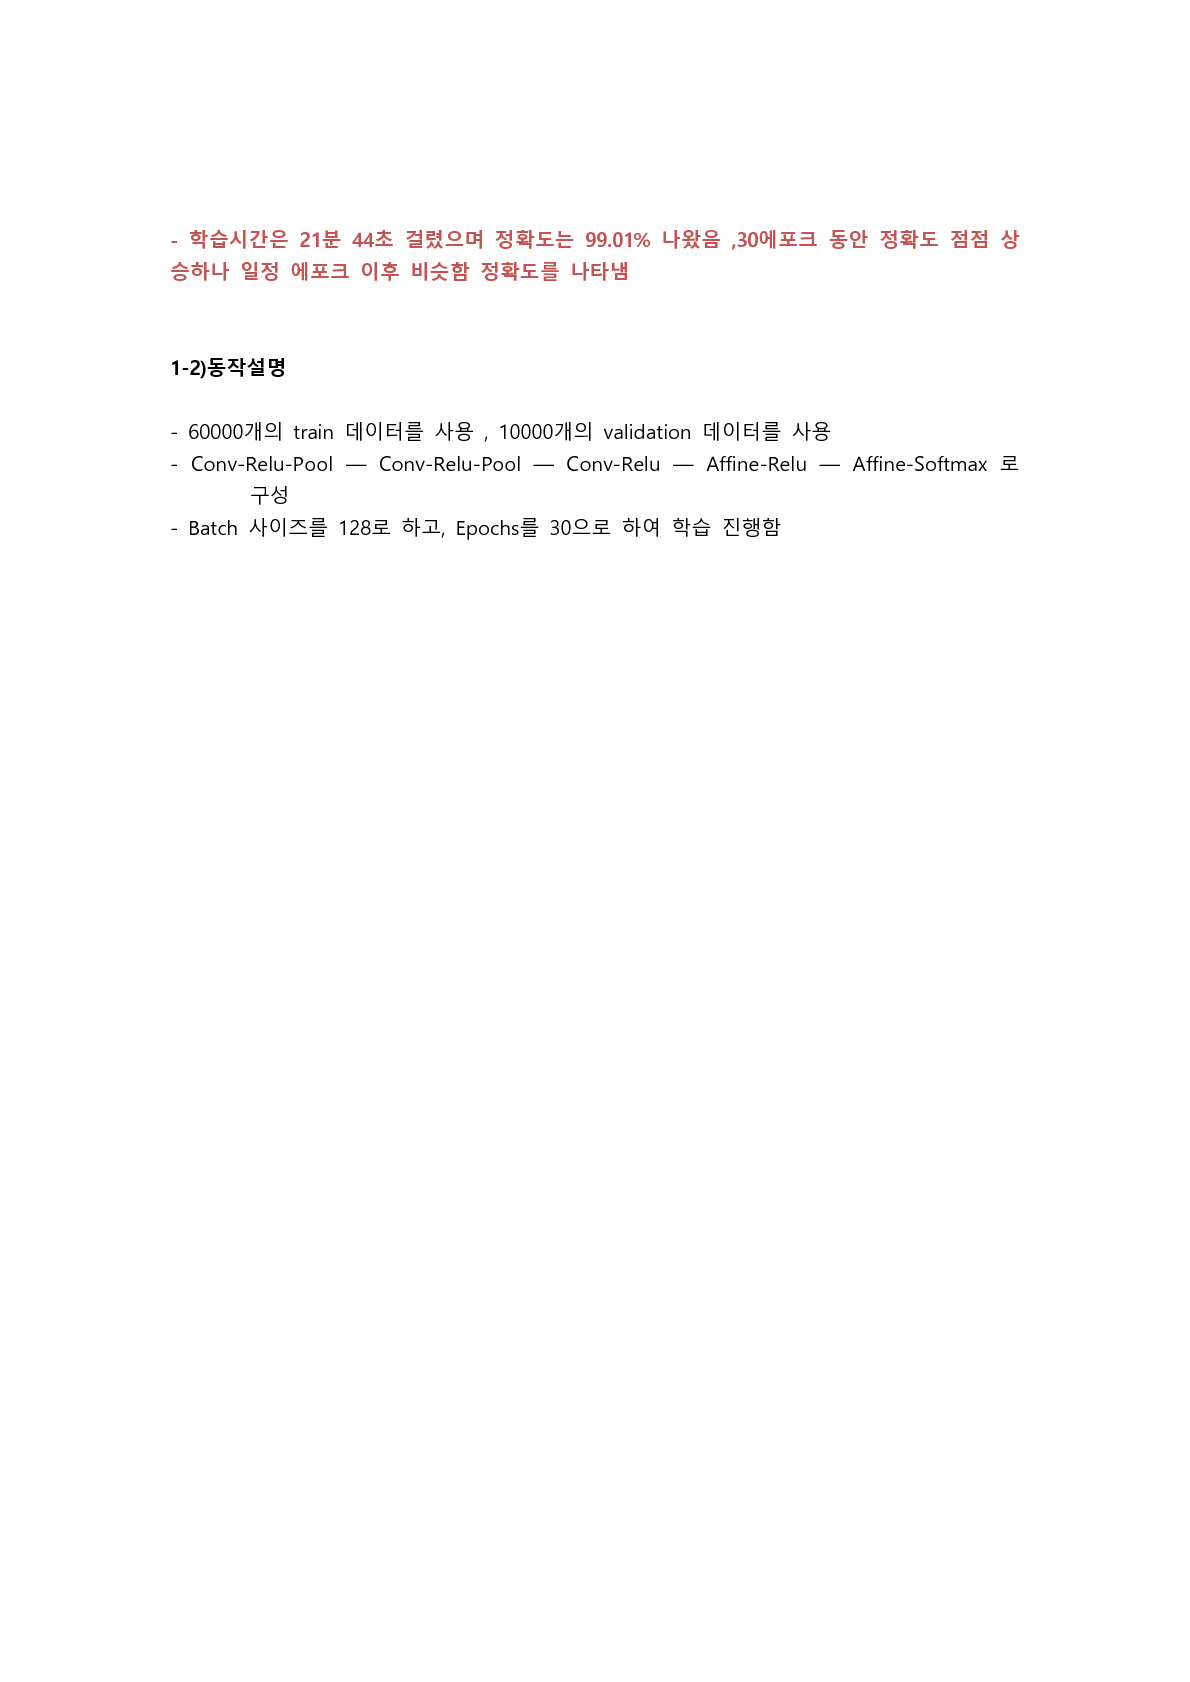 - 학습시간은 21분 44초 걸렸으며 정확도는 99.01% 나왔음 ,30에포크 동안 정확도 점점 상
승하나 일정 에포크 이후 비슷함 정확도를 나타냄
1-2)동작설명
- 60000개의 train 데이터를 사용 , 10000개의 validation 데이터를 사용
- Conv-Relu-Pool — Conv-Relu-Pool — Conv-Relu — Affine-Relu — Affine-Softmax 로
구성
- Batch 사이즈를 128로 하고, Epochs를 30으로 하여 학습 진행함